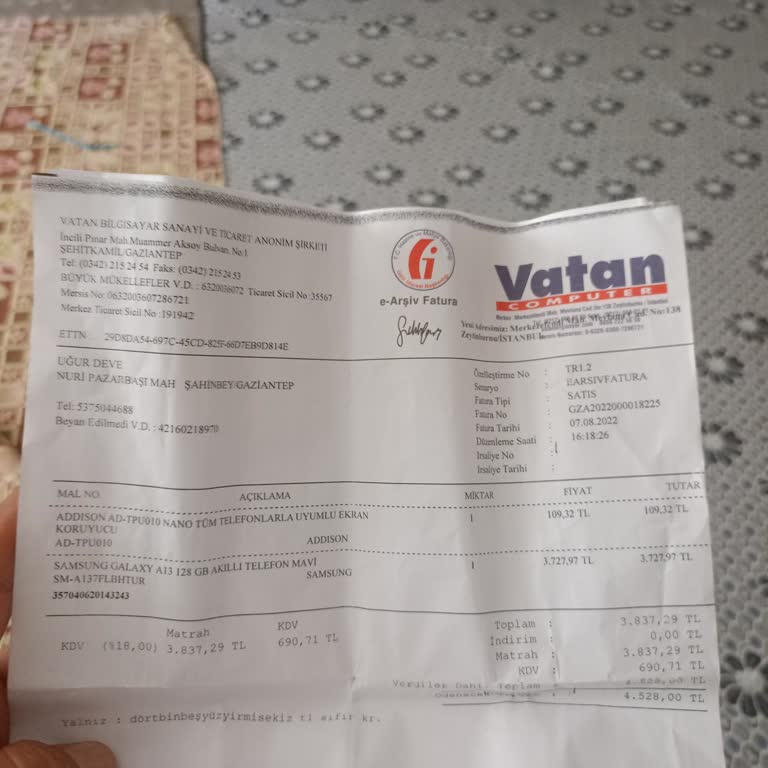 VATAN BİLGİSAYAR SANAYİ VE TİCARET ANONİM ŞİRKETİ
İncili Pınar Mah.Muammer Aksoy Bulvarı. No.1
ŞEHİTKAMİL/GAZİANTEP
Tel: (0342) 215 24 54 Faks: (0342) 215 24 53
BÜYÜK MÜKELLEFLER V.D. : 6320036072 Ticaret Sicil No :35567
Mersis No: 0632003607286721
Merkez Ticaret Sicil No :191942
e-Arşiv Fatura
Vatan
COMPUTER
Yeni Adresimiz: Merkezefendi Mah. Mevlana Cad. No: 138
Zeytinburnu/İSTANBUL
ETTN : 29D8DA54-697C-45CD-825F-66D7EB9D814E
UĞUR DEVE
NURİ PAZARBAŞI MAH ŞAHİNBEY/GAZİANTEP
Tel: 5375044688
Beyan Edilmedi V.D. : 42160218970
Özelleştirme No : TR1.2
Senaryo : EARSIVFATURA
Fatura Tipi : SATIS
Fatura No : GZA2022000018225
Fatura Tarihi : 07.08.2022
Düzenleme Saati : 16:18:26
İrsaliye No :
İrsaliye Tarihi :
MAL NO. AÇIKLAMA MİKTAR FİYAT TUTAR
ADDISON AD-TPU010 NANO TÜM TELEFONLARLA UYUMLU EKRAN 1 109,32 TL 109,32 TL
KORUYUCU
AD-TPU010 ADDISON
SAMSUNG GALAXY A13 128 GB AKILLI TELEFON MAVİ 1 3.727,97 TL 3.727,97 TL
SM-A137FLBHTUR SAMSUNG
357040620143243
Matrah KDV
KDV (%18,00) 3.837,29 TL 690,71 TL
Toplam : 3.837,29 TL
İndirim : 0,00 TL
Matrah : 3.837,29 TL
KDV : 690,71 TL
Vergiler Dahil Toplam : 4.528,00 TL
4.528,00 TL
Yalnız : dörtbinbeşyüzyirmisekiz tl sıfır kr.